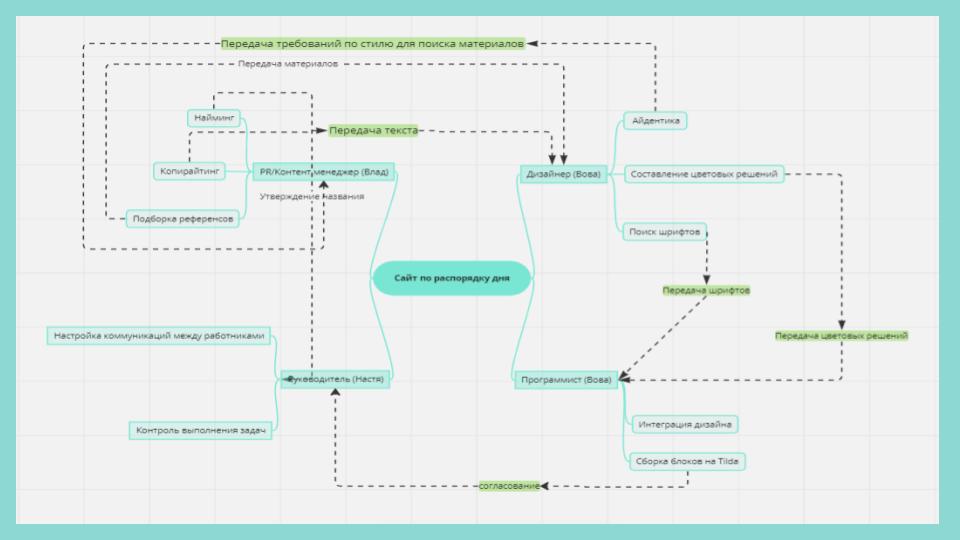 Передача требований по стилю для поиска материалов
Передача материалов
Найминг
Айдентика
Передача текста
Копирайтинг
PR/Контент менеджер (Влад)
Дизайнер (Вова)
Составление цветовых решений
Утверждение названия
Подборка референсов
Поиск шрифтов
Сайт по распорядку дня
Передача шрифтов
Настройка коммуникаций между работниками
Передача цветовых решений
Руководитель (Настя)
Программист (Вова)
Интеграция дизайна
Контроль выполнения задач
Сборка блоков на Tilda
согласование